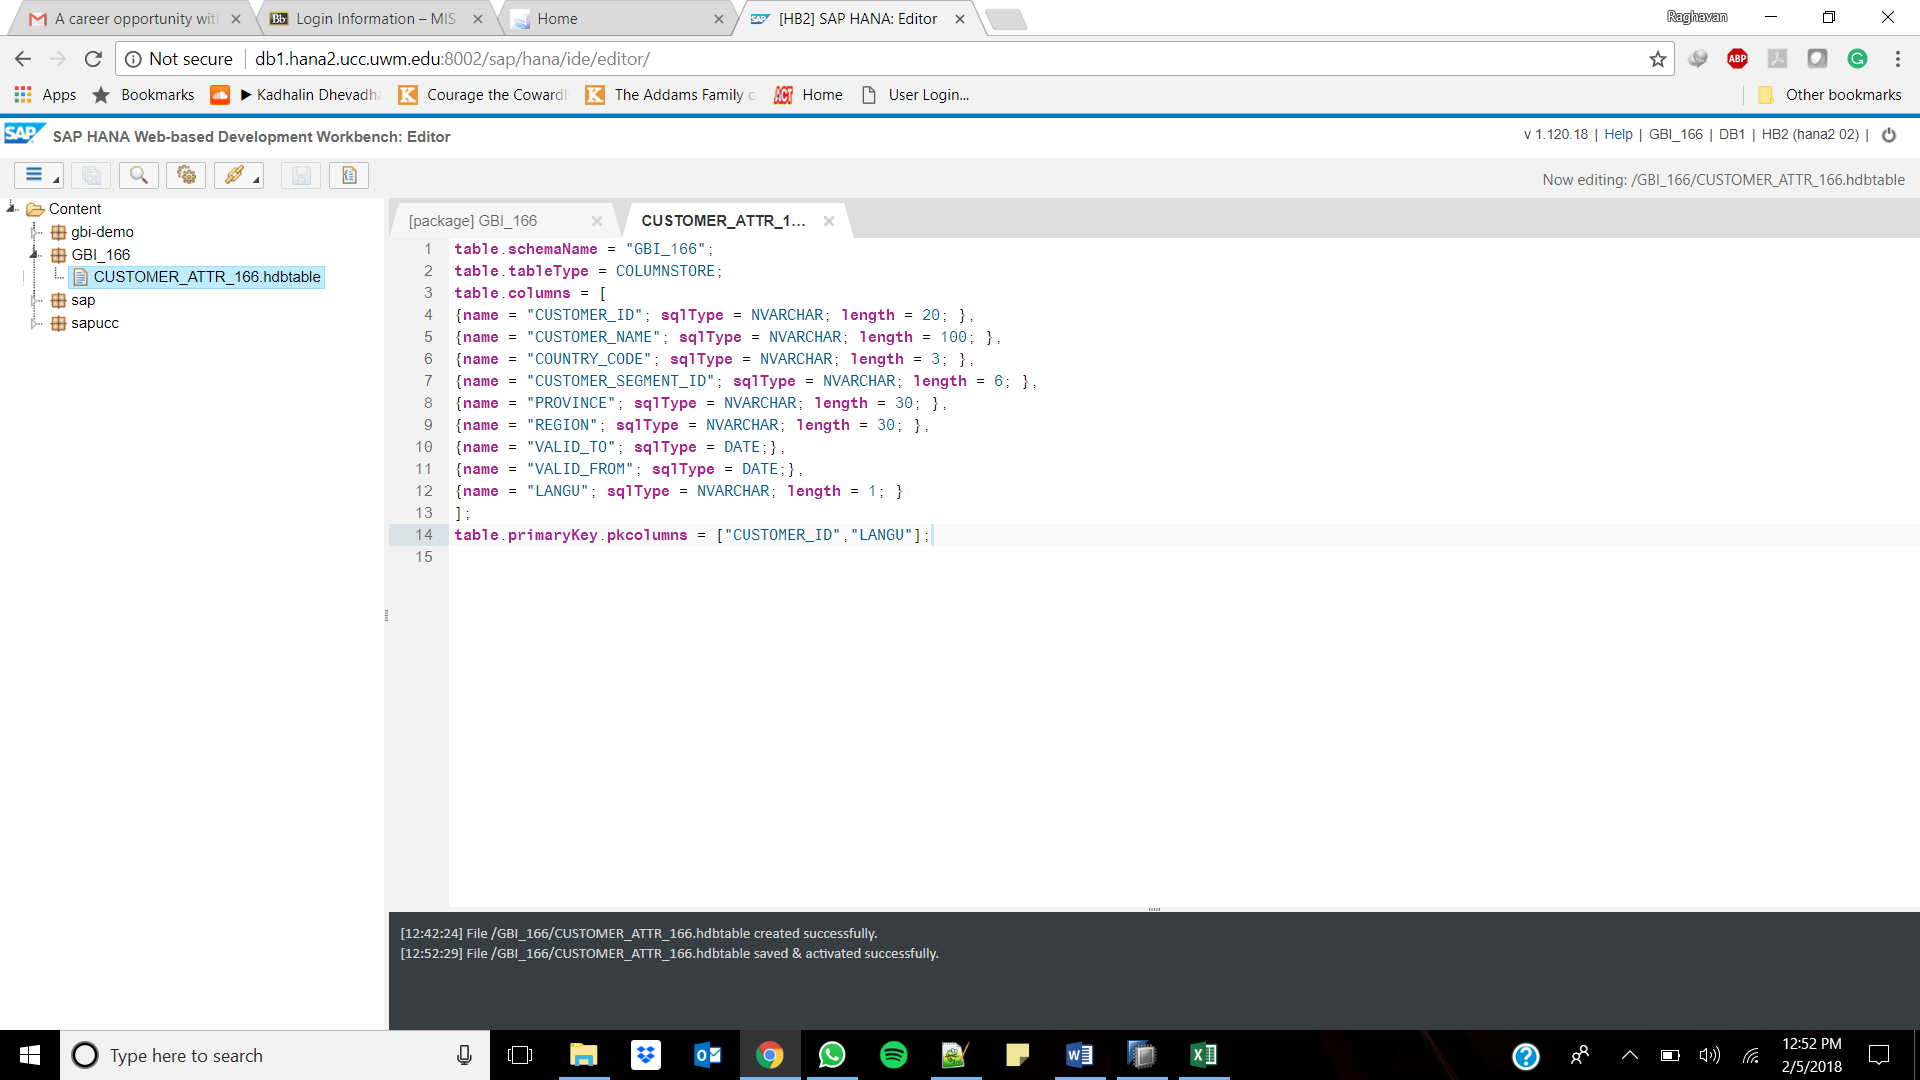 A career opportunity wit
Login Information – MIS
Home
[HB2] SAP HANA: Editor
Raghavan
Not secure
db1.hana2.ucc.uwm.edu:8002/sap/hana/ide/editor/
ABP
Apps
Bookmarks
▶ Kadhalin Dhevadha
Courage the Coward
The Addams Family c
Home
User Login...
Other bookmarks
SAP
SAP HANA Web-based Development Workbench: Editor
v 1.120.18 | Help | GBI_166 | DB1 | HB2 (hana2 02) |
Now editing: /GBI_166/CUSTOMER_ATTR_166.hdbtable
Content
gbi-demo
GBI_166
CUSTOMER_ATTR_166.hdbtable
sap
sapucc
[package] GBI_166
CUSTOMER_ATTR_1...
1 table.schemaName = "GBI_166";
2 table.tableType = COLUMNSTORE;
3 table.columns = [
4 {name = "CUSTOMER_ID"; sqlType = NVARCHAR; length = 20; },
5 {name = "CUSTOMER_NAME"; sqlType = NVARCHAR; length = 100; },
6 {name = "COUNTRY_CODE"; sqlType = NVARCHAR; length = 3; },
7 {name = "CUSTOMER_SEGMENT_ID"; sqlType = NVARCHAR; length = 6; },
8 {name = "PROVINCE"; sqlType = NVARCHAR; length = 30; },
9 {name = "REGION"; sqlType = NVARCHAR; length = 30; },
10 {name = "VALID_TO"; sqlType = DATE;},
11 {name = "VALID_FROM"; sqlType = DATE;},
12 {name = "LANGU"; sqlType = NVARCHAR; length = 1; }
13 ];
14 table.primaryKey.pkcolumns = ["CUSTOMER_ID","LANGU"];
15
[12:42:24] File /GBI_166/CUSTOMER_ATTR_166.hdbtable created successfully.
[12:52:29] File /GBI_166/CUSTOMER_ATTR_166.hdbtable saved & activated successfully.
Type here to search
12:52 PM
2/5/2018